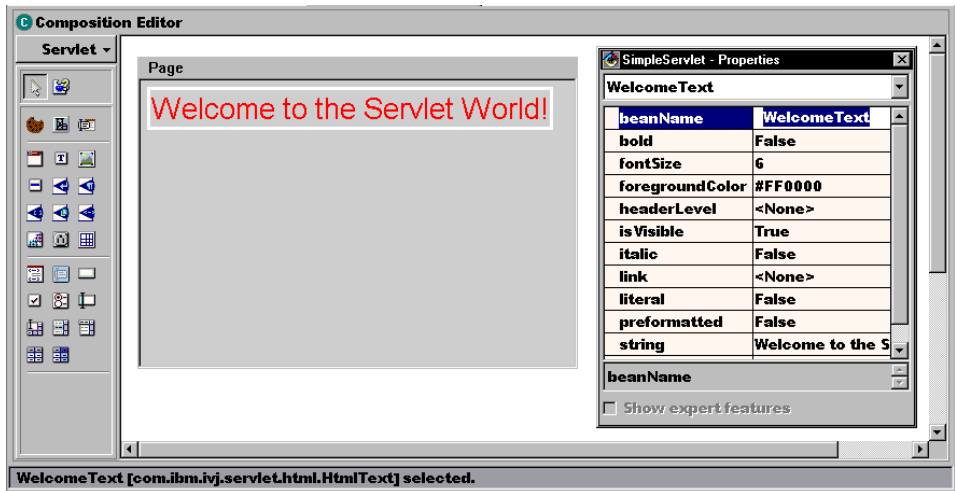 Composition Editor
Servlet
Page
Welcome to the Servlet World!
SimpleServlet - Properties
WelcomeText
beanName WelcomeText
bold False
fontSize 6
foregroundColor #FF0000
headerLevel <None>
isVisible True
italic False
link <None>
literal False
preformatted False
string Welcome to the S
beanName
Show expert features
WelcomeText [com.ibm.ivj.servlet.html.HtmlText] selected.